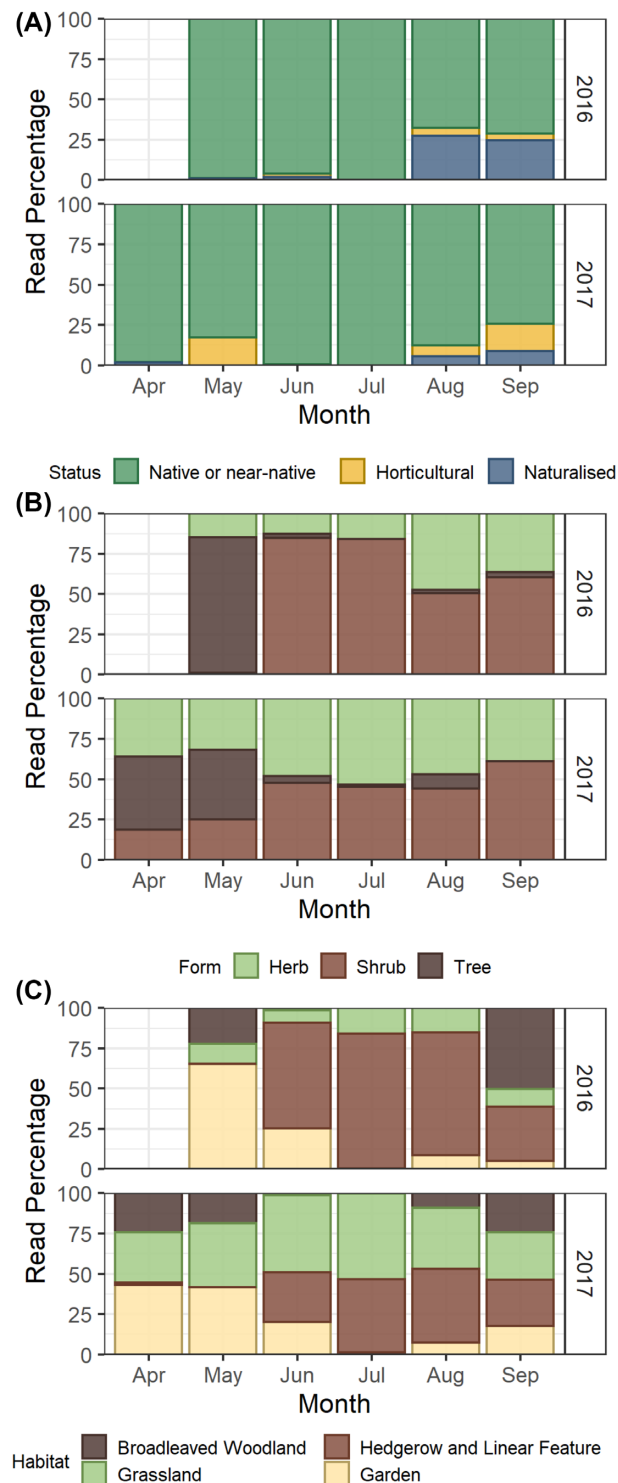 (A)
100
75
50
25
0
2016
100
75
50
25
0
2017
Read Percentage
Apr May Jun Jul Aug Sep
Month
Status Native or near-native Horticultural Naturalised
(B)
100
75
50
25
0
2016
100
75
50
25
0
2017
Read Percentage
Apr May Jun Jul Aug Sep
Month
Form Herb Shrub Tree
(C)
100
75
50
25
0
2016
100
75
50
25
0
2017
Read Percentage
Apr May Jun Jul Aug Sep
Month
Habitat
Broadleaved Woodland Hedgerow and Linear Feature
Grassland Garden